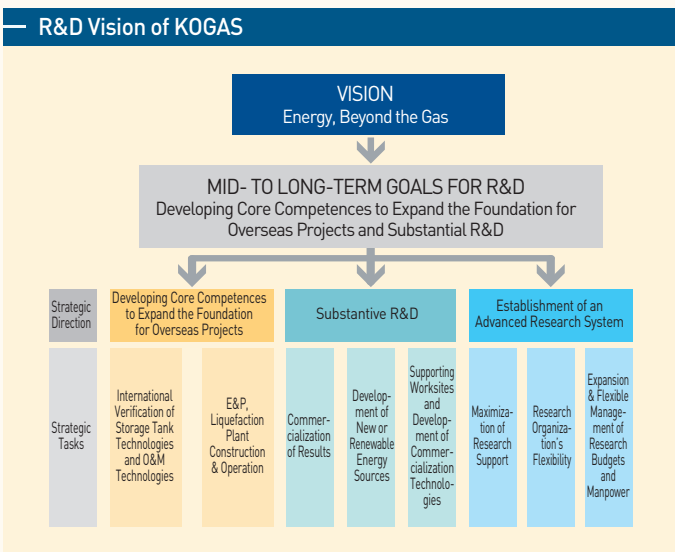 R&D Vision of KOGAS
VISION
Energy, Beyond the Gas
MID- TO LONG-TERM GOALS FOR R&D
Developing Core Competences to Expand the Foundation for
Overseas Projects and Substantial R&D
Strategic
Direction
Developing Core Competences
to Expand the Foundation
for Overseas Projects
Substantive R&D
Establishment of an
Advanced Research System
Strategic
Tasks
International
Verification of
Storage Tank
Technologies
and O&M
Technologies
E&P,
Liquefaction
Plant
Construction
& Operation
Commer-
cialization
of Results
Develop-
ment of
New or
Renewable
Energy
Sources
Supporting
Worksites
and
Develop-
ment of
Commer-
cialization
Technolo-
gies
Maximiza-
tion of
Research
Support
Research
Organiza-
tion's
Flexibility
Expansion
& Flexible
Manage-
ment of
Research
Budgets
and
Manpower